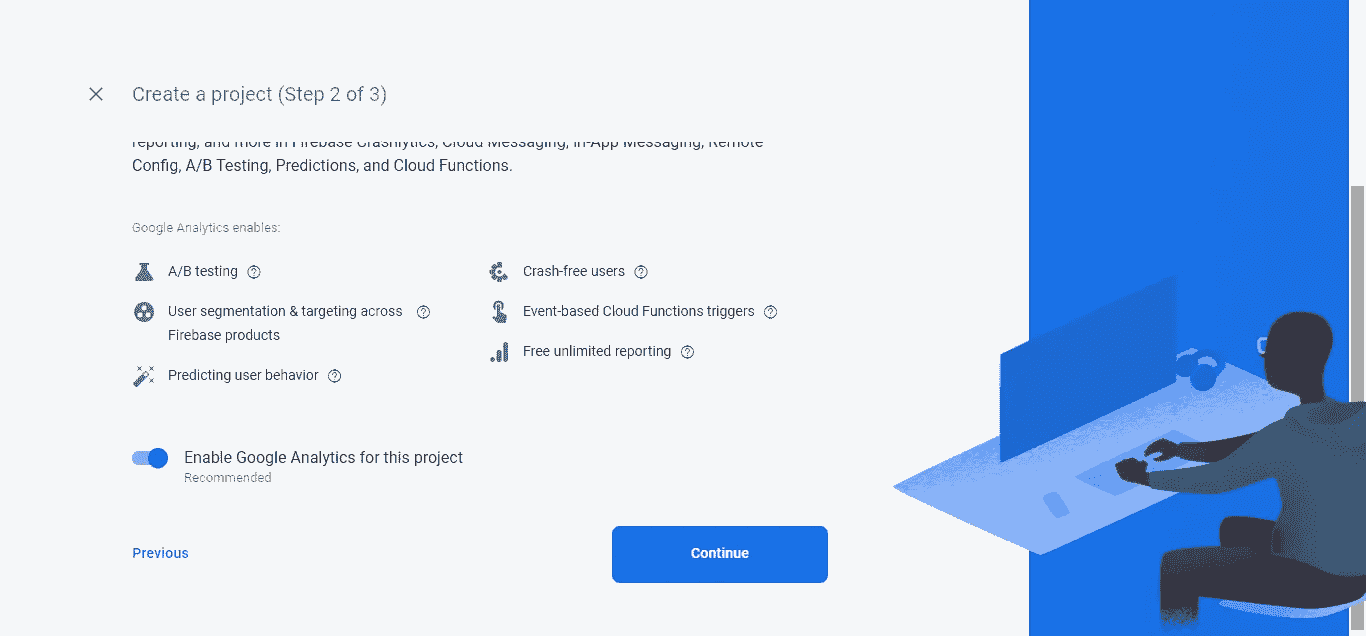 Create a project (Step 2 of 3)
reporting, and more in Firebase Crashlytics, Cloud Messaging, In-App Messaging, Remote
Config, A/B Testing, Predictions, and Cloud Functions.
Google Analytics enables:
A/B testing
User segmentation & targeting across
Firebase products
Predicting user behavior
Crash-free users
Event-based Cloud Functions triggers
Free unlimited reporting
Enable Google Analytics for this project
Recommended
Previous
Continue